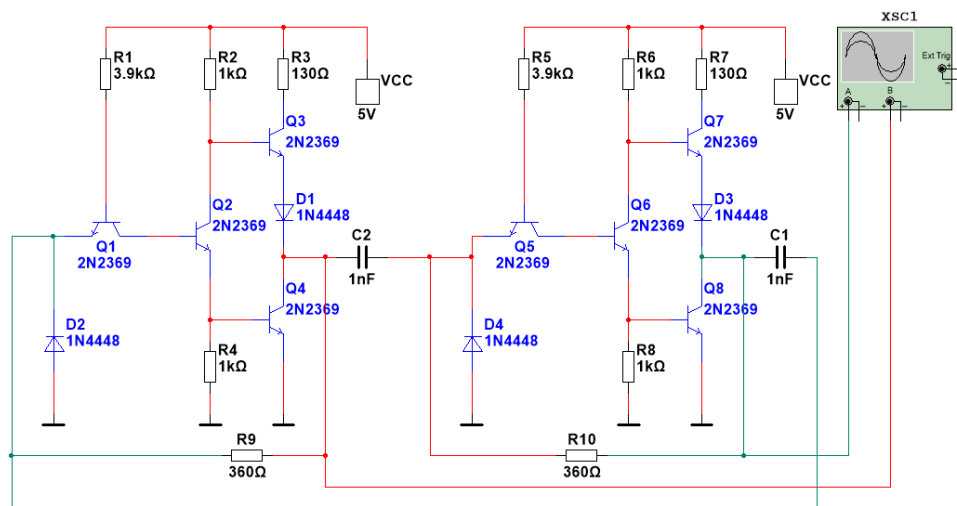 XSC1
Ext Trig
+
−
A
B
+ −
+ −
R1
3.9kΩ
R2
1kΩ
R3
130Ω
VCC
5V
R5
3.9kΩ
R6
1kΩ
R7
130Ω
VCC
5V
Q3
2N2369
Q7
2N2369
D1
1N4448
D3
1N4448
Q2
2N2369
Q6
2N2369
Q1
2N2369
C2
1nF
Q5
2N2369
C1
1nF
Q4
2N2369
Q8
2N2369
D2
1N4448
D4
1N4448
R4
1kΩ
R8
1kΩ
R9
360Ω
R10
360Ω